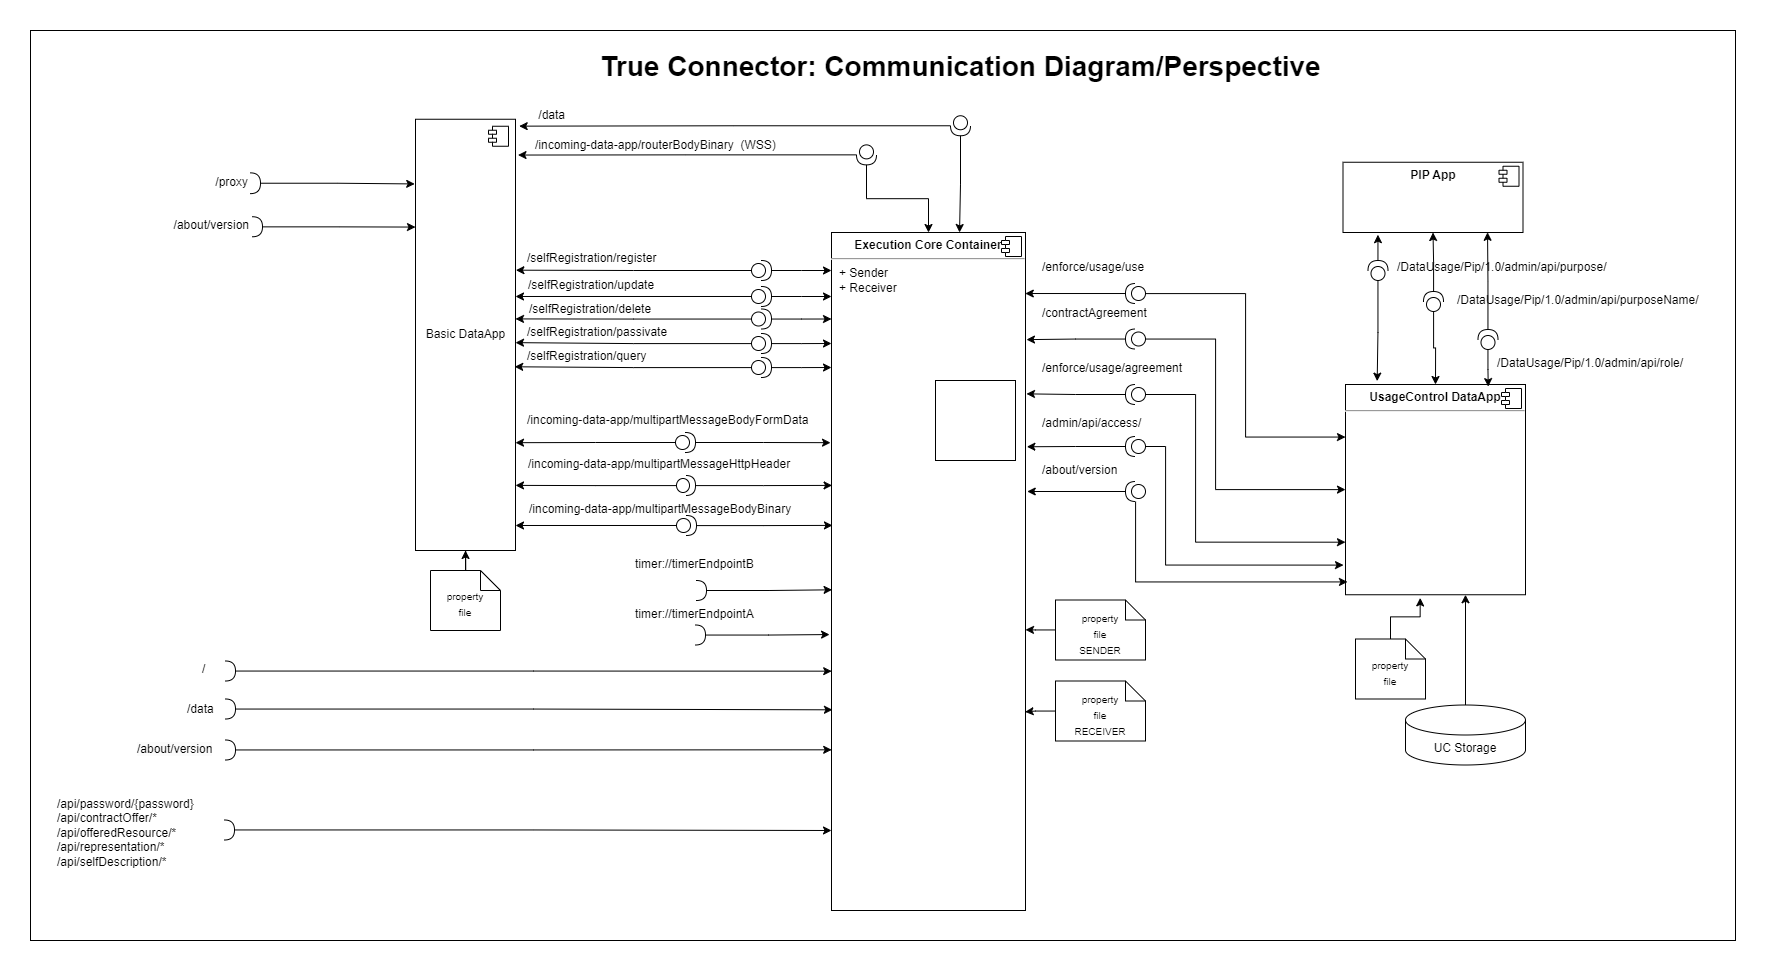 True Connector: Communication Diagram/Perspective
/data
/incoming-data-app/routerBodyBinary  (WSS)
/proxy
/about/version
Basic DataApp
/selfRegistration/register
/selfRegistration/update
/selfRegistration/delete
/selfRegistration/passivate
/selfRegistration/query
/incoming-data-app/multipartMessageBodyFormData
/incoming-data-app/multipartMessageHttpHeader
/incoming-data-app/multipartMessageBodyBinary
property
file
timer://timerEndpointB
timer://timerEndpointA
/
/data
/about/version
/api/password/{password}
/api/contractOffer/*
/api/offeredResource/*
/api/representation/*
/api/selfDescription/*
Execution Core Container
+ Sender
+ Receiver
/enforce/usage/use
/contractAgreement
/enforce/usage/agreement
/admin/api/access/
/about/version
property
file
SENDER
property
file
RECEIVER
PIP App
/DataUsage/Pip/1.0/admin/api/purpose/
/DataUsage/Pip/1.0/admin/api/purposeName/
/DataUsage/Pip/1.0/admin/api/role/
UsageControl DataApp
property
file
UC Storage